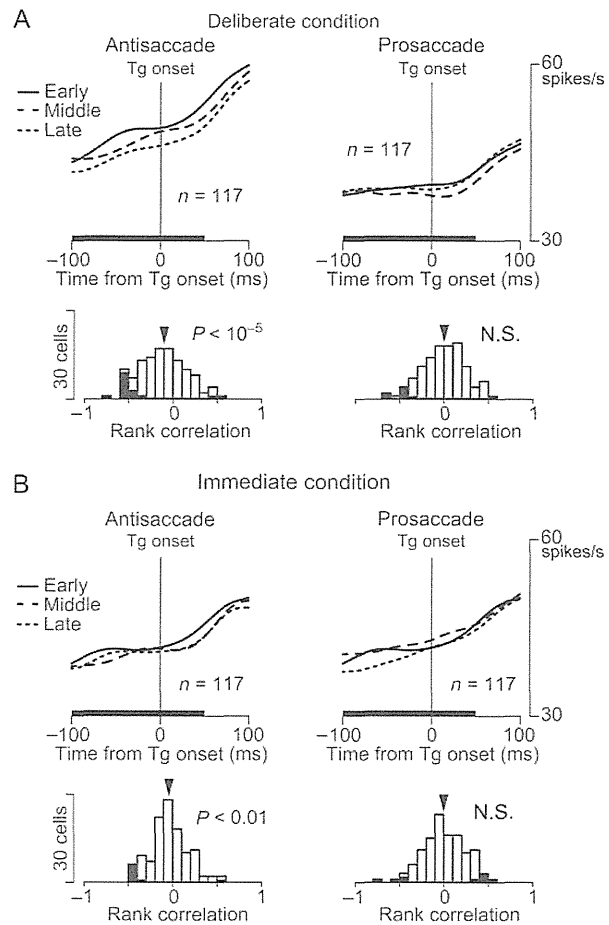 A
Deliberate condition
Antisaccade
Prosaccade
Tg onset
Tg onset
60
spikes/s
Early
Middle
Late
n = 117
n = 117
30
−100 0 100
−100 0 100
Time from Tg onset (ms)
Time from Tg onset (ms)
30 cells
P < 10⁻⁵
N.S.
−1 0 1
0 1
Rank correlation
Rank correlation
B
Immediate condition
Antisaccade
Prosaccade
Tg onset
Tg onset
60
spikes/s
Early
Middle
Late
n = 117
n = 117
30
−100 0 100
−100 0 100
Time from Tg onset (ms)
Time from Tg onset (ms)
30 cells
P < 0.01
N.S.
−1 0 1
−1 0 1
Rank correlation
Rank correlation